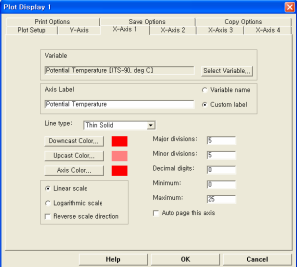 Plot Display 1
Print Options
Save Options
Copy Options
Plot Setup
Y-Axis
X-Axis 1
X-Axis 2
X-Axis 3
X-Axis 4
Variable
Potential Temperature [ITS-90, deg C]
Select Variable...
Axis Label
Potential Temperature
Variable name
Custom label
Line type:
Thin Solid
Downcast Color...
Upcast Color...
Axis Color...
Major divisions:
5
Minor divisions:
5
Decimal digits:
0
Minimum:
0
Maximum:
25
Linear scale
Logarithmic scale
Reverse scale direction
Auto page this axis
Help
OK
Cancel